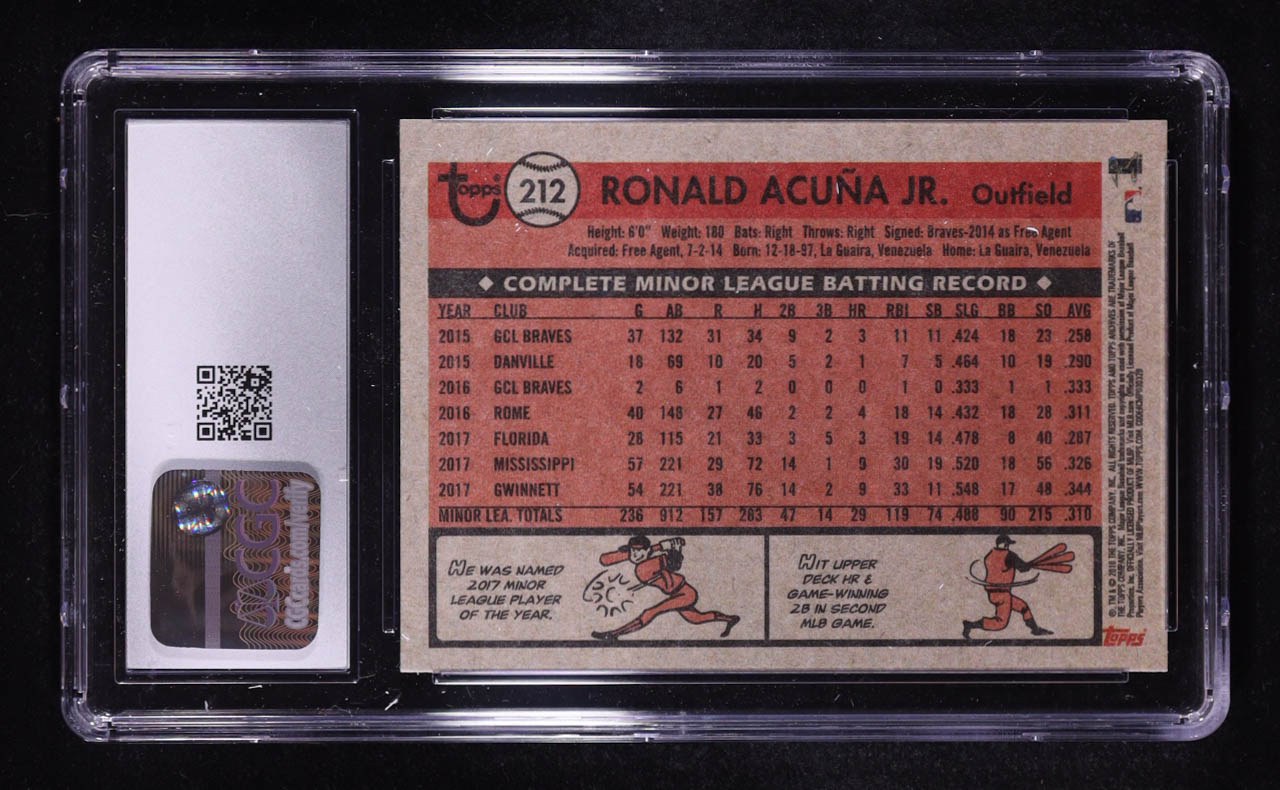 topps
212
RONALD ACUÑA JR. Outfield
Height: 6'0" Weight: 180 Bats: Right Throws: Right Signed: Braves-2014 as Free Agent
Acquired: Free Agent, 7-2-14 Born: 12-18-97, La Guaira, Venezuela Home: La Guaira, Venezuela
COMPLETE MINOR LEAGUE BATTING RECORD
YEAR CLUB G AB R H 2B 3B HR RBI SB SLG BB SO AVG
2015 GCL BRAVES 37 132 31 34 9 2 3 11 11 .424 18 23 .258
2015 DANVILLE 18 69 10 20 5 2 1 7 5 .464 10 19 .290
2016 GCL BRAVES 2 6 1 2 0 0 0 1 0 .333 1 1 .333
2016 ROME 40 148 27 46 2 2 4 18 14 .432 18 28 .311
2017 FLORIDA 28 115 21 33 3 5 3 19 14 .478 8 40 .287
2017 MISSISSIPPI 57 221 29 72 14 1 9 30 19 .520 18 56 .326
2017 GWINNETT 54 221 38 76 14 2 9 33 11 .548 17 48 .344
MINOR LEA. TOTALS 236 912 157 283 47 14 29 119 74 .488 90 215 .310
HE WAS NAMED
2017 MINOR
LEAGUE PLAYER
OF THE YEAR.
HIT UPPER
DECK HR &
GAME-WINNING
2B IN SECOND
MLB GAME.
topps
CGC
CGCcards.com/verify